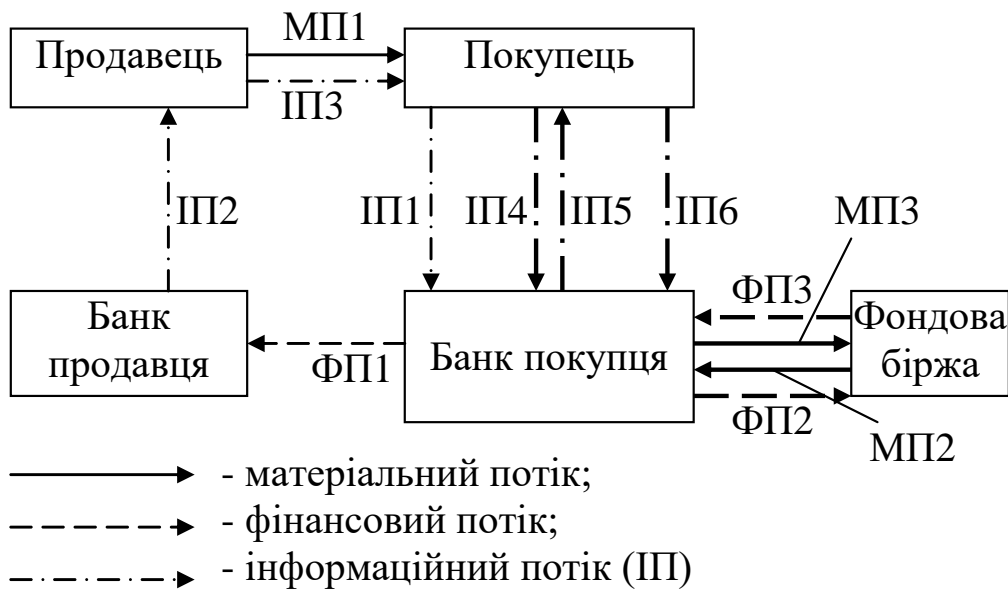 МП1
Продавець
Покупець
ІП3
ІП2
ІП1
ІП4
ІП5
ІП6
МП3
Банк
продавця
ФП1
Банк покупця
ФП3
Фондова
біржа
ФП2
МП2
- матеріальний потік;
- фінансовий потік;
- інформаційний потік (ІП)